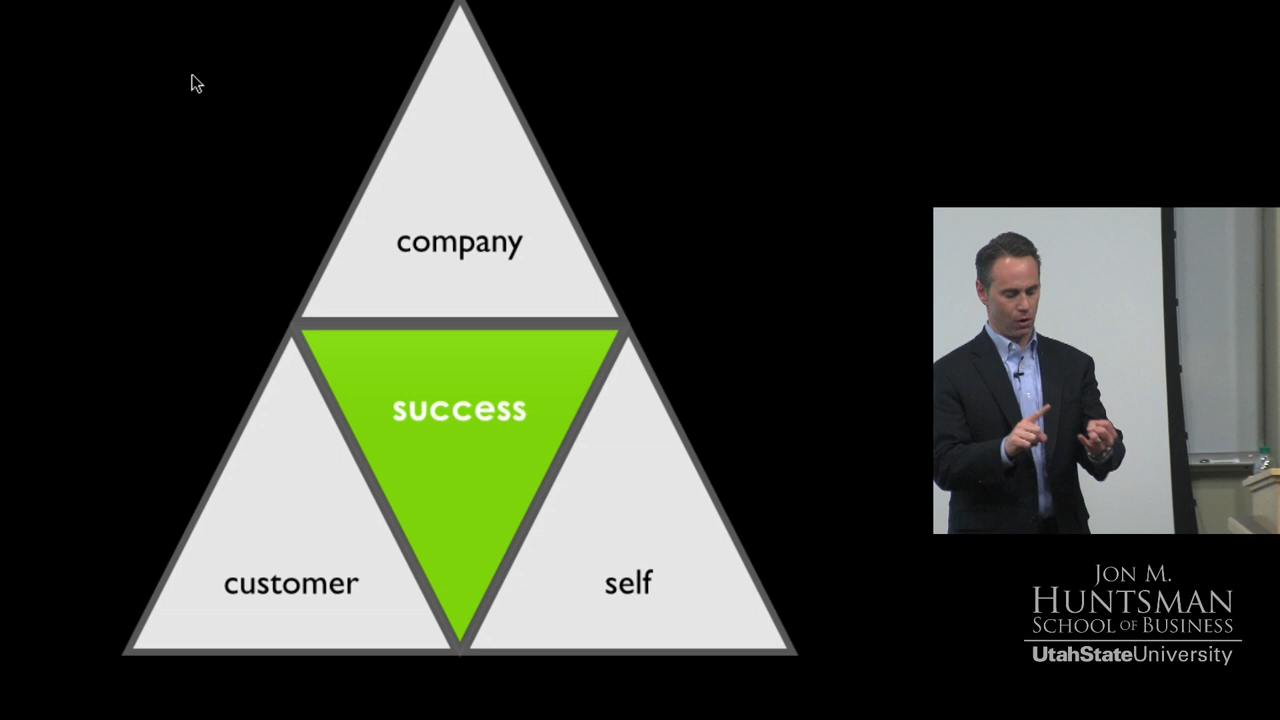 company
success
customer
self
JON M.
HUNTSMAN
SCHOOL OF BUSINESS
UtahStateUniversity